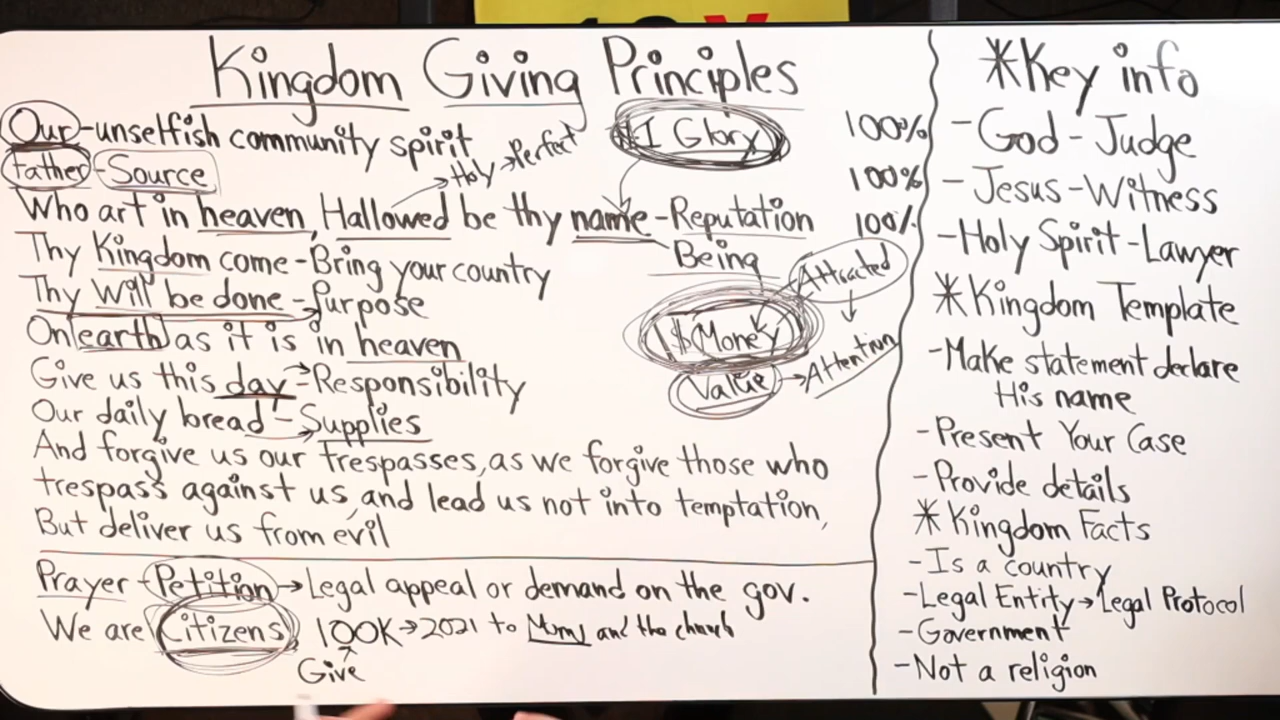 Kingdom Giving Principles
Our - unselfish community spirit
Father - Source
→ Holy → Perfect
#1 Glory
100%
100%
100%
Who art in heaven, Hallowed be thy name - Reputation
Being
Thy Kingdom come - Bring your country
Thy Will be done - Purpose
On earth as it is in heaven
Give us this day - Responsibility
Our daily bread - Supplies
Attracted
$ Money
Value → Attention
And forgive us our trespasses, as we forgive those who
trespass against us, and lead us not into temptation,
But deliver us from evil
Prayer - Petition → Legal appeal or demand on the gov.
We are Citizens 100K → 2021 to and the church
Give
*Key info
- God - Judge
- Jesus - Witness
- Holy Spirit - Lawyer
*Kingdom Template
- Make statement declare
His name
- Present Your Case
- Provide details
*Kingdom Facts
- Is a country
- Legal Entity → Legal Protocol
- Government
- Not a religion